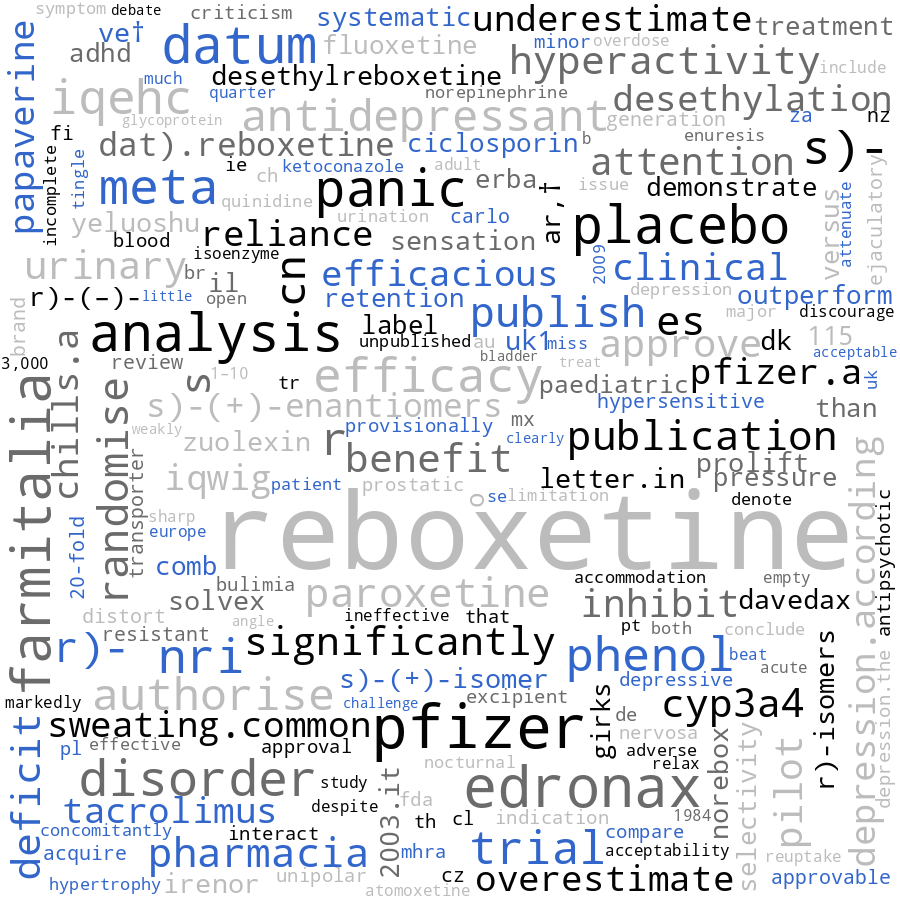 symptom
debate
criticism
systematic
underestimate
treatment
ve†
datum
fluoxetine
minor
overdose
adhd
hyperactivity
include
much
desethylreboxetine
papaverine
iqehc
quarter
norepinephrine
desethylation
antidepressant
generation
za
nz
glycoprotein
fi
dat).reboxetine
ciclosporin
b
enuresis
s)-
incomplete
tingle
ie
ketoconazole
adult
attention
meta
ch
panic
erba
issue
demonstrate
quinidine
ar,†
versus
attenuate
ejaculatory
yeluoshu
urination
carlo
placebo
blood
reliance
sensation
isoenzyme
2009
urinary
br
cn
efficacious
clinical
il
r)-(–)-
little
open
retention
depression
outperform
brand
publish
major
discourage
analysis
label
es
115
unpublished
au
uk1
miss
approve
dk
acceptable
3,000
chills.a
review
s
1–10
bladder
efficacy
treat
pfizer.a
uk
tr
paediatric
farmitalia
randomise
s)-(+)-enantiomers
hypersensitive
than
mx
weakly
zuolexin
r
provisionally
clearly
publication
benefit
prolift
transporter
iqwig
patient
prostatic
letter.in
pressure
o
se
limitation
denote
depression.according
antipsychotic
sharp
europe
20-fold
reboxetine
comb
accommodation
empty
bulimia
solvex
paroxetine
inhibit
davedax
distort
angle
ineffective
that
resistant
pt
both
conclude
r)-
nri
significantly
phenol
beat
acute
r)-isomers
s)-(+)-isomer
depressive
markedly
authorise
challenge
excipient
girks
cyp3a4
depression.the
sweating.common
pfizer
de
nervosa
deficit
pl
effective
approval
adverse
norebox
selectivity
pilot
nocturnal
relax
disorder
study
2003.it
edronax
tacrolimus
despite
fda
1984
concomitantly
interact
th
cl
indication
compare
acquire
pharmacia
mhra
trial
acceptability
reuptake
hypertrophy
irenor
unipolar
cz
overestimate
approvable
atomoxetine